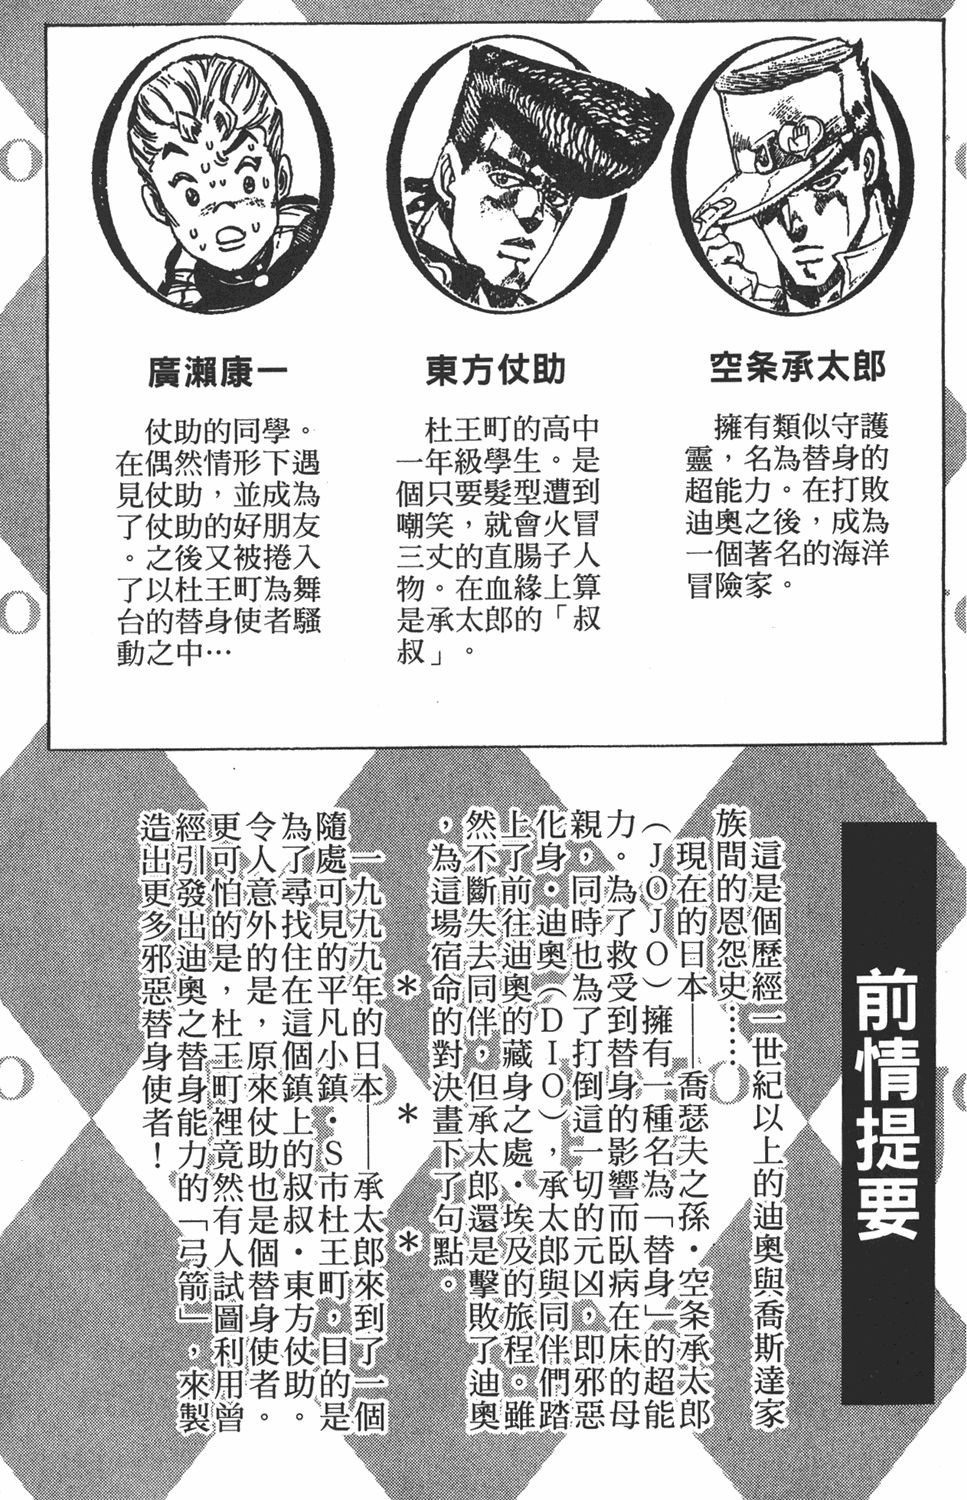 空条承太郎
擁有類似守護
靈，名為替身的
超能力。在打敗
迪奧之後，成為
一個著名的海洋
冒險家。
東方仗助
杜王町的高中
一年級學生。是
個只要髮型遭到
嘲笑，就會火冒
三丈的直腸子人
物。在血緣上算
是承太郎的「叔
叔」。
廣瀨康一
仗助的同學。
在偶然情形下遇
見仗助，並成為
了仗助的好朋友
。之後又被捲入
了以杜王町為舞
台的替身使者騷
動之中…
前情提要
這是個歷經一世紀以上的迪奧與喬斯達家
族間的恩怨史……
現在的日本——喬瑟夫之孫・空条承太郎
（JOJO）擁有一種名為「替身」的超能
力。為了救受到替身的影響而臥病在床的母
親，同時也為了打倒這一切的元凶，即邪惡
化身・迪奧（DIO），承太郎與同伴們踏
上了前往迪奧的藏身之處・埃及的旅程。雖
然不斷失去同伴，但承太郎還是擊敗了迪奧
，為這場宿命的對決畫下了句點。
＊　＊　＊
一九九九年的日本——承太郎來到了一個
隨處可見的平凡小鎮・S市杜王町，目的是
為了尋找住在這個鎮上的叔叔・東方仗助。
令人意外的是，原來仗助也是個替身使者。
更可怕的是，杜王町裡竟然有人試圖利用曾
經引發出迪奧之替身能力的「弓箭」，來製
造出更多邪惡替身使者！